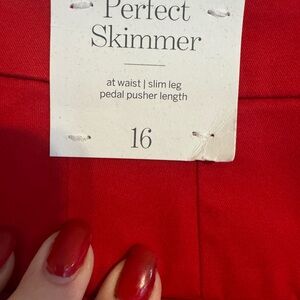 Perfect
Skimmer
at waist | slim leg
pedal pusher length
16